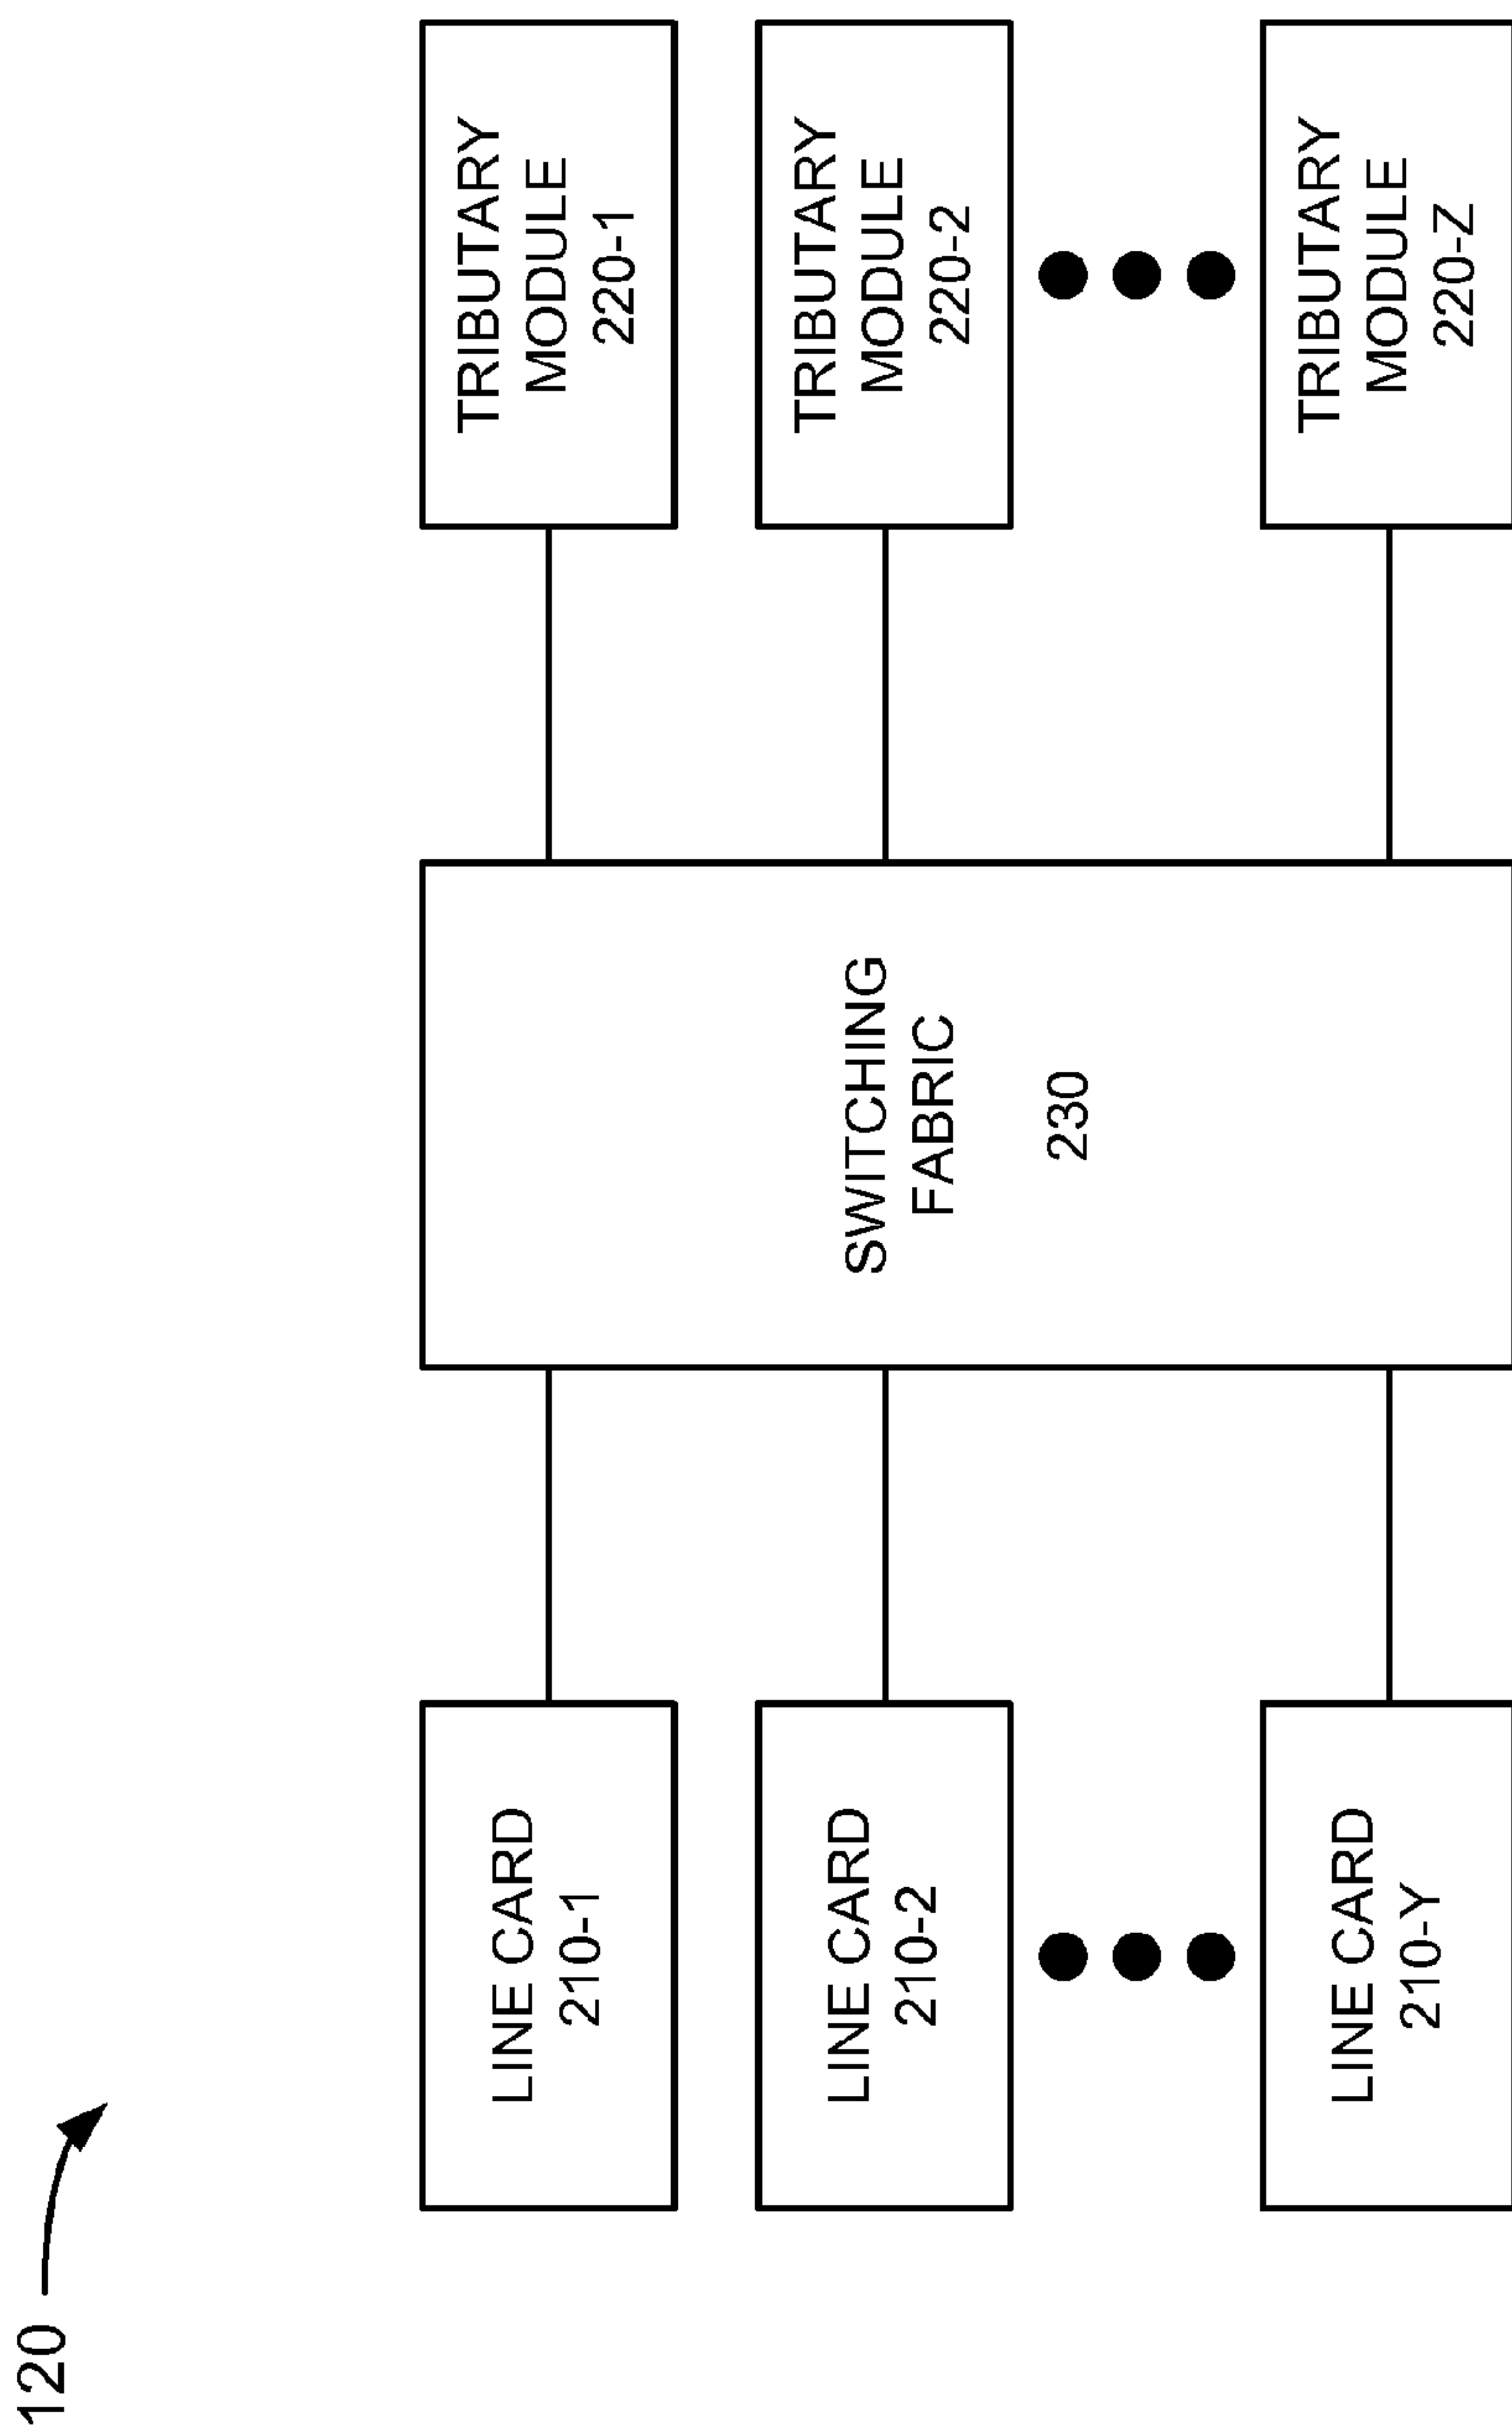 120
LINE CARD
210-1
LINE CARD
210-2
LINE CARD
210-Y
SWITCHING
FABRIC
230
TRIBUTARY
MODULE
220-1
TRIBUTARY
MODULE
220-2
TRIBUTARY
MODULE
220-Z